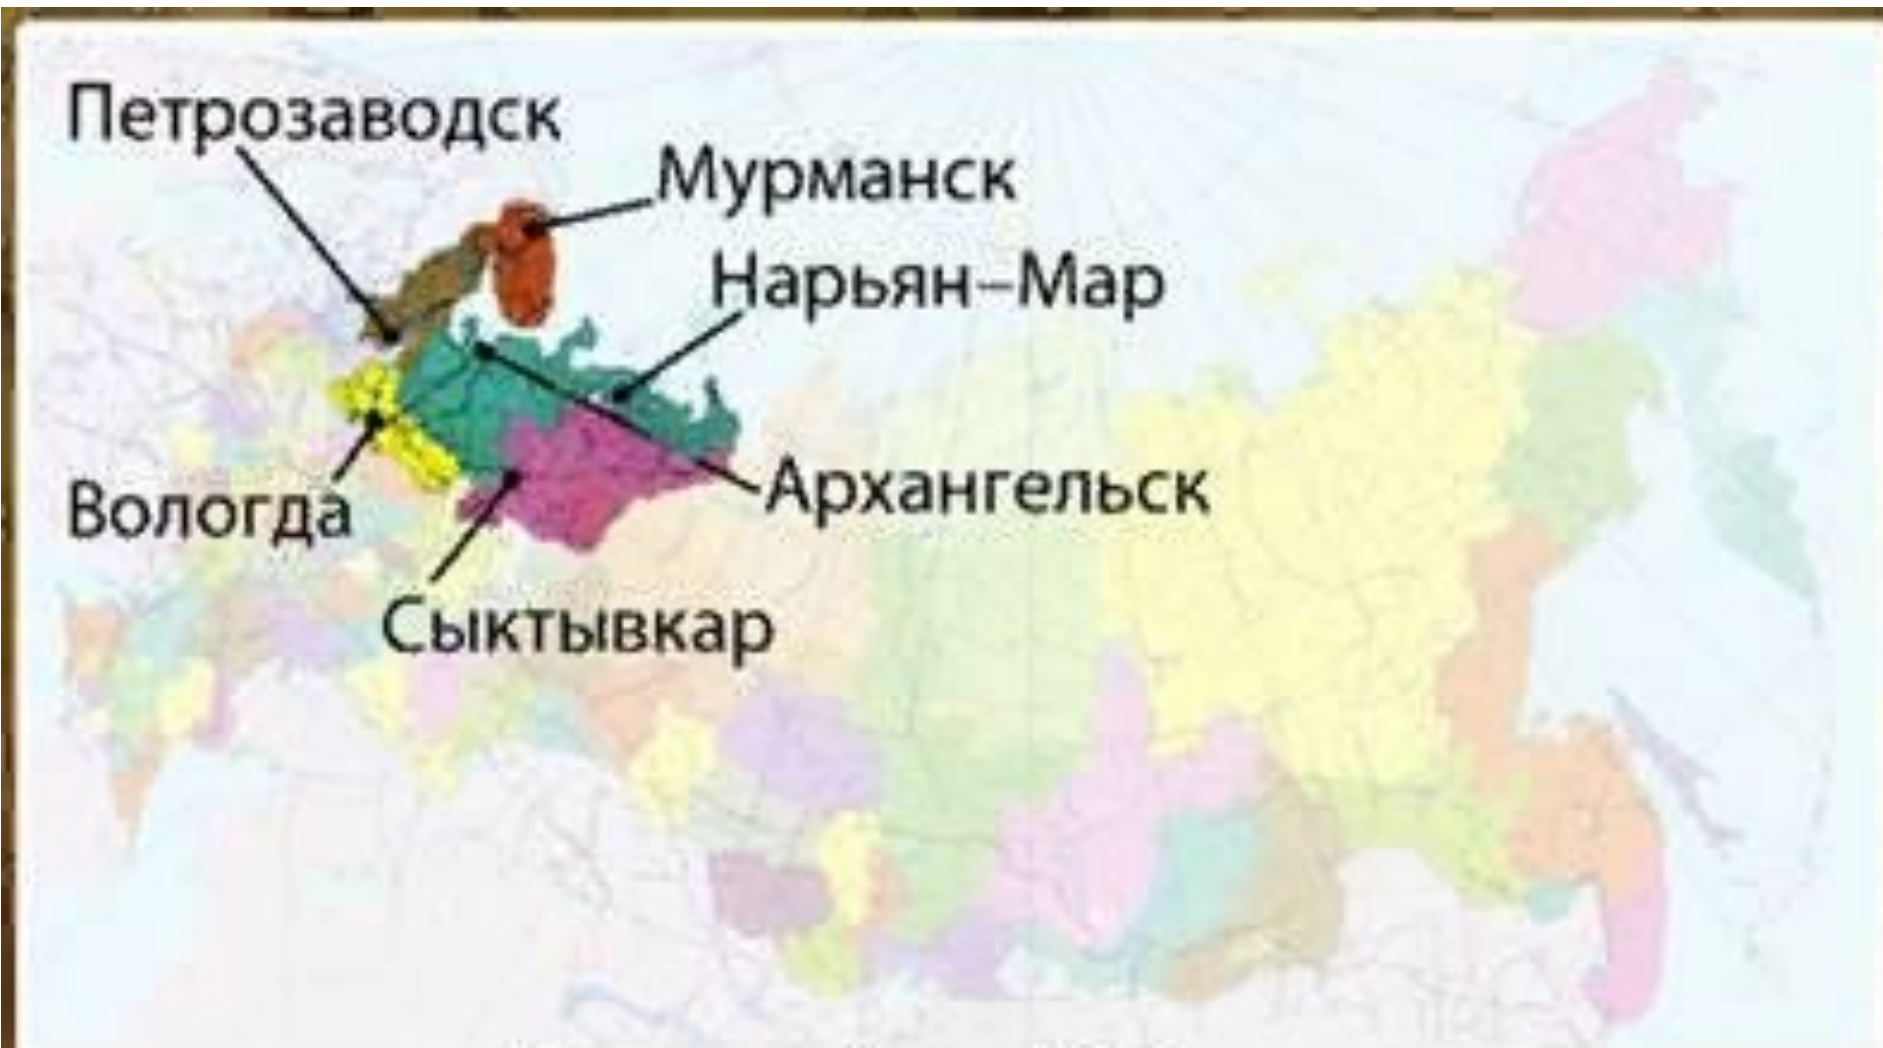 Петрозаводск
Мурманск
Нарьян–Мар
Архангельск
Вологда
Сыктывкар